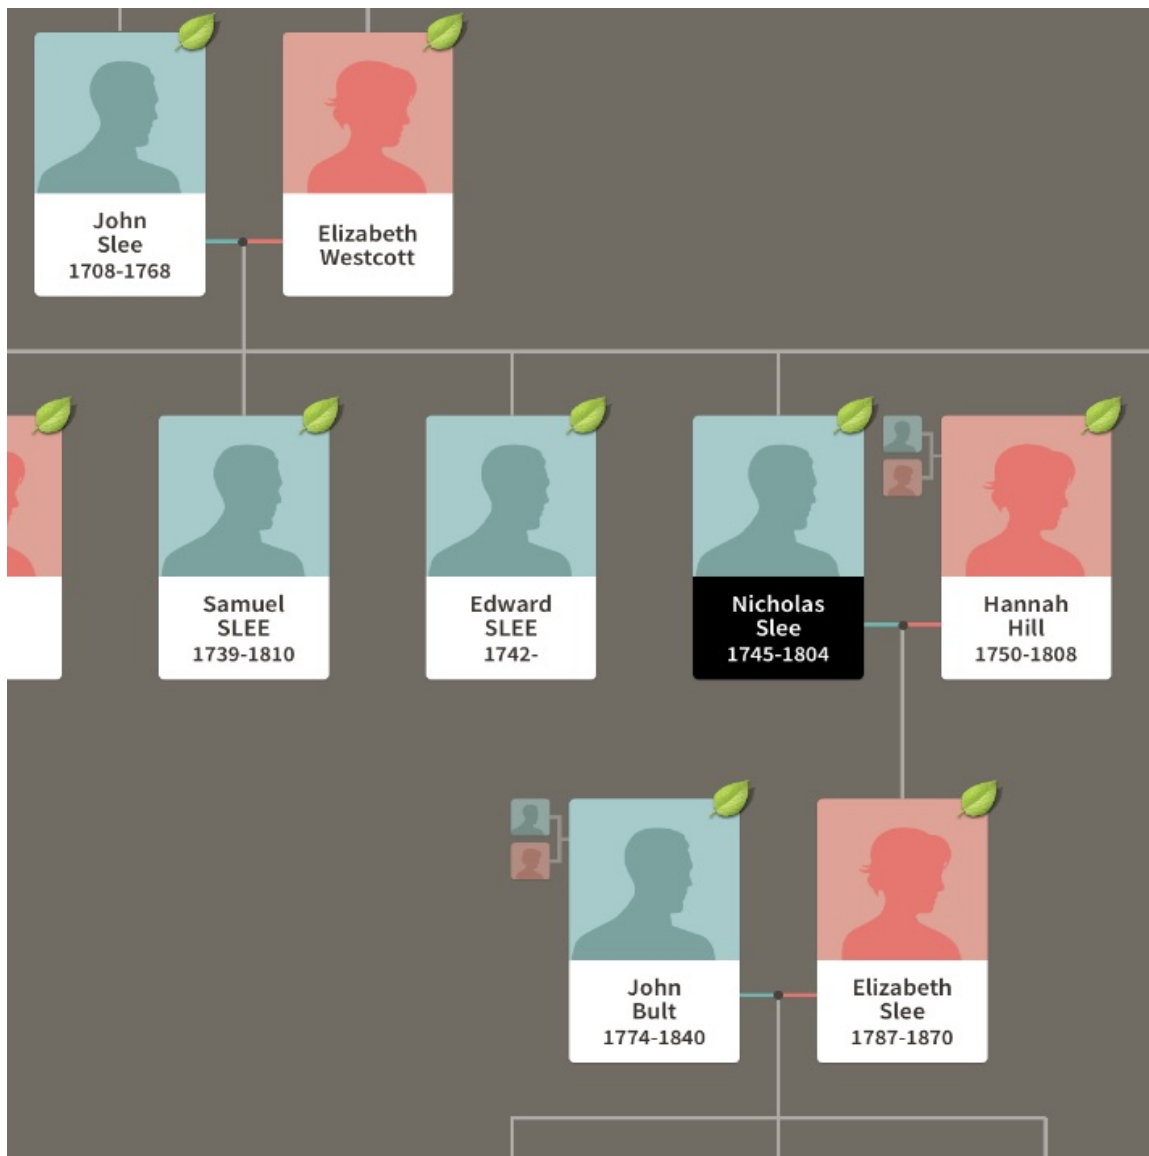 John
Slee
1708-1768
Elizabeth
Westcott
Samuel
SLEE
1739-1810
Edward
SLEE
1742-
Nicholas
Slee
1745-1804
Hannah
Hill
1750-1808
John
Bult
1774-1840
Elizabeth
Slee
1787-1870